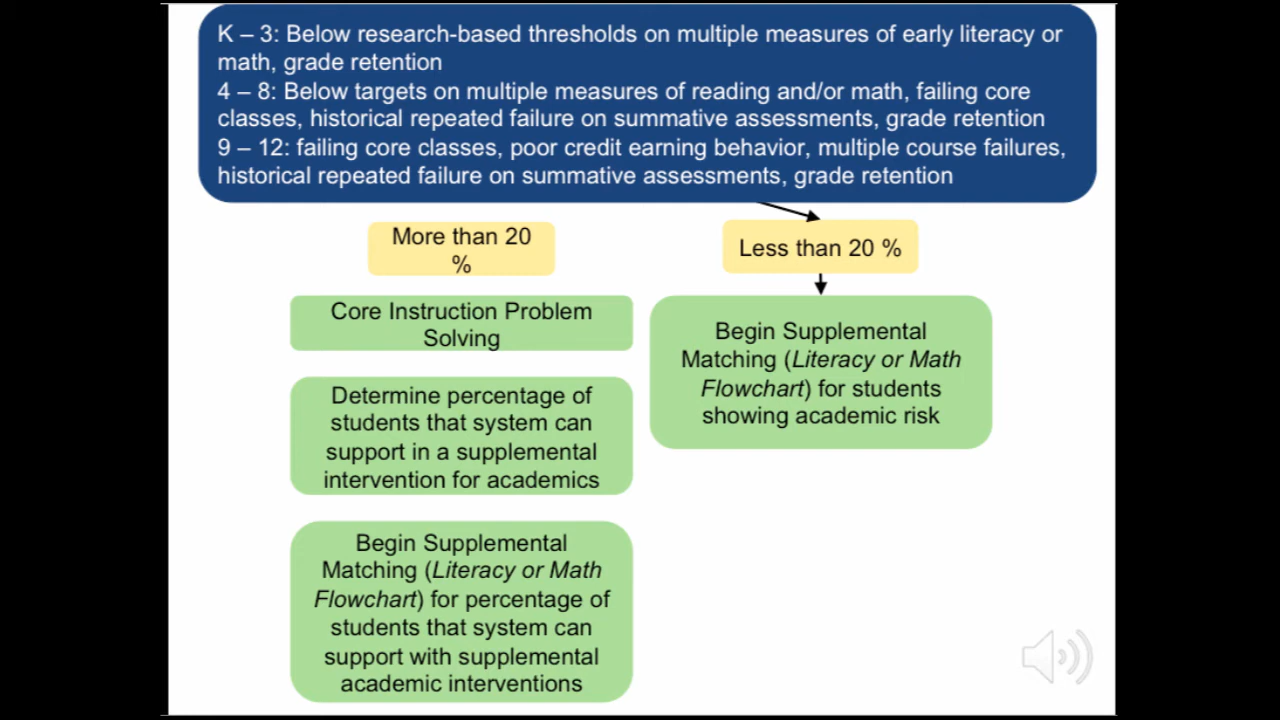 K – 3: Below research-based thresholds on multiple measures of early literacy or
math, grade retention
4 – 8: Below targets on multiple measures of reading and/or math, failing core
classes, historical repeated failure on summative assessments, grade retention
9 – 12: failing core classes, poor credit earning behavior, multiple course failures,
historical repeated failure on summative assessments, grade retention
More than 20
%
Core Instruction Problem
Solving
Determine percentage of
students that system can
support in a supplemental
intervention for academics
Begin Supplemental
Matching (Literacy or Math
Flowchart) for percentage of
students that system can
support with supplemental
academic interventions
Less than 20 %
Begin Supplemental
Matching (Literacy or Math
Flowchart) for students
showing academic risk